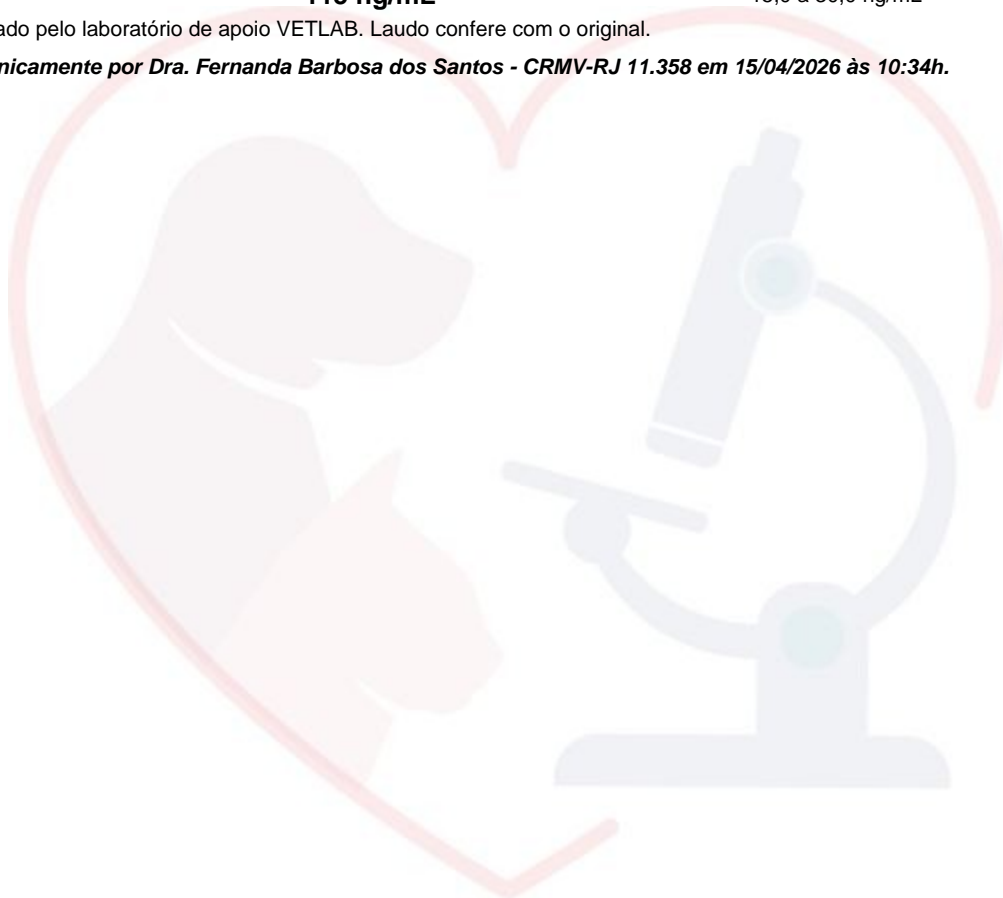 ado pelo laboratório de apoio VETLAB. Laudo confere com o original.
nicamente por Dra. Fernanda Barbosa dos Santos - CRMV-RJ 11.358 em 15/04/2026 às 10:34h.